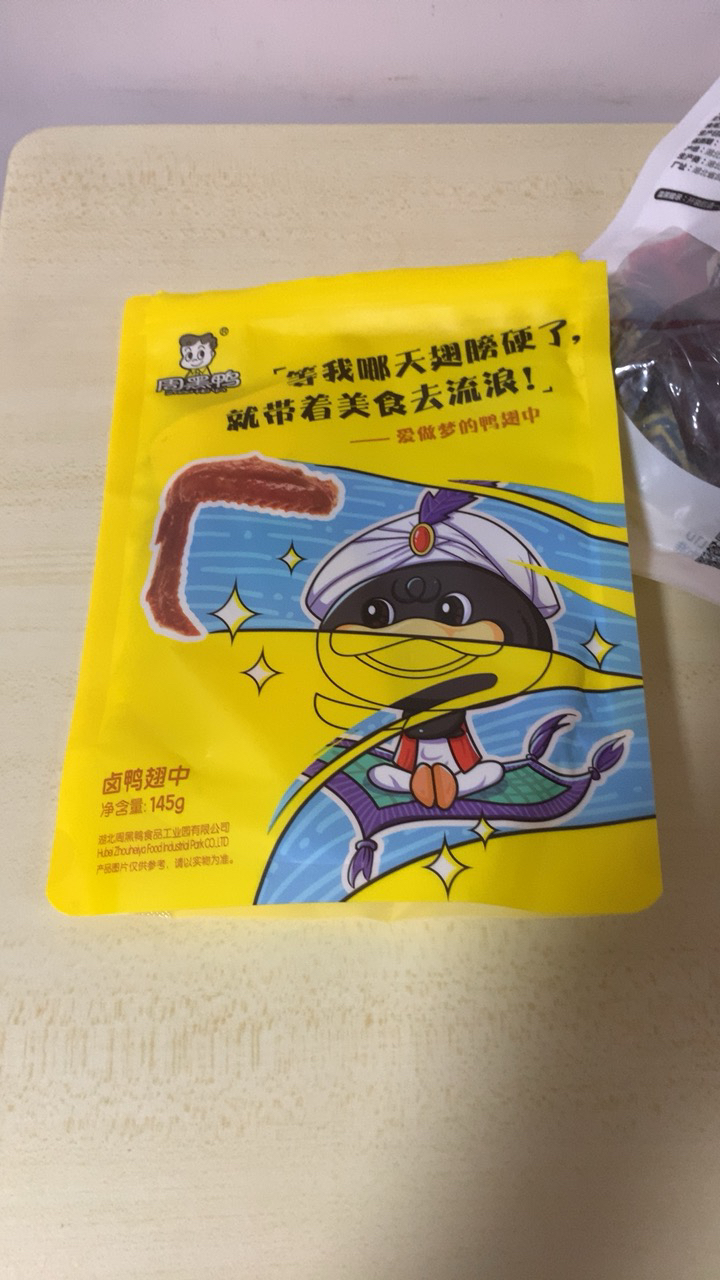 周黑鸭
®
「等我哪天翅膀硬了,
就带着美食去流浪!」
—— 爱做梦的鸭翅中
卤鸭翅中
净含量: 145g
湖北周黑鸭食品工业园有限公司
Hubei Zhouheiya Food Industrial Park CO.,LTD
产品图片仅供参考,请以实物为准。